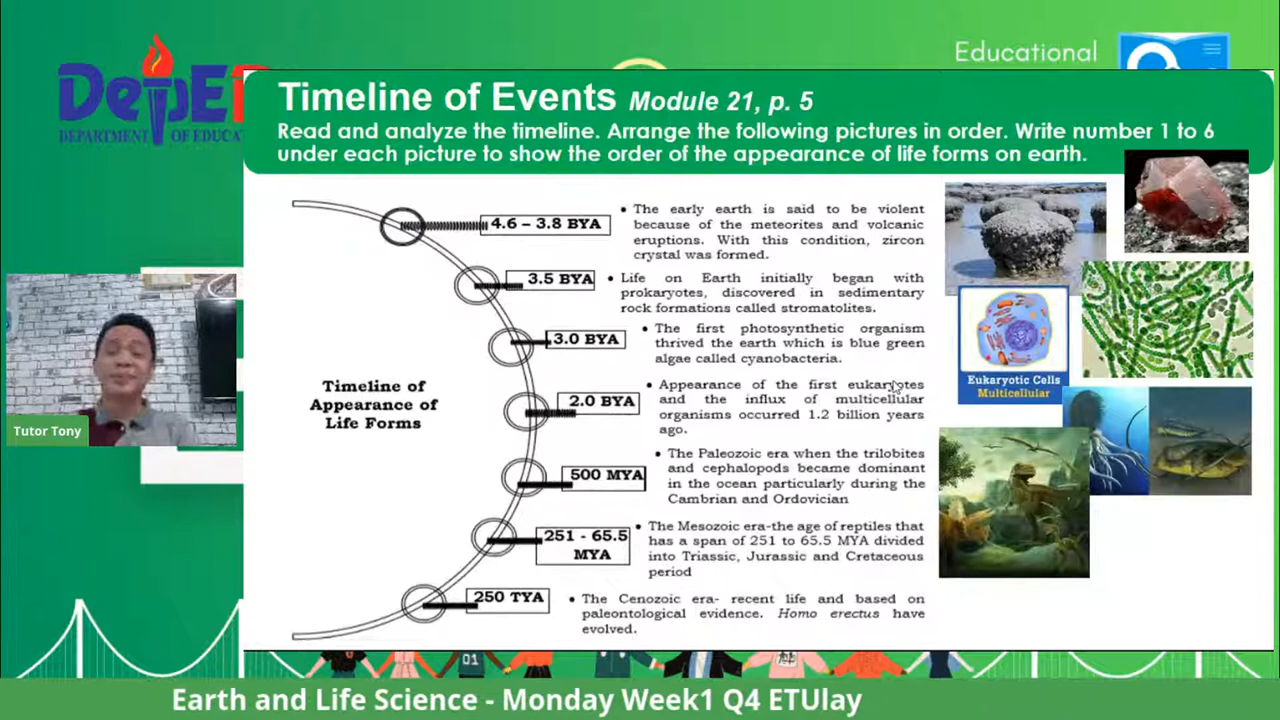 Educational
DepED
DEPARTMENT OF EDUCA
Timeline of Events Module 21, p. 5
Read and analyze the timeline. Arrange the following pictures in order. Write number 1 to 6
under each picture to show the order of the appearance of life forms on earth.
4.6 – 3.8 BYA
• The early earth is said to be violent
because of the meteorites and volcanic
eruptions. With this condition, zircon
crystal was formed.
3.5 BYA
• Life on Earth initially began with
prokaryotes, discovered in sedimentary
rock formations called stromatolites.
3.0 BYA
• The first photosynthetic organism
thrived the earth which is blue green
algae called cyanobacteria.
Timeline of
Appearance of
Life Forms
2.0 BYA
• Appearance of the first eukaryotes
and the influx of multicellular
organisms occurred 1.2 billion years
ago.
500 MYA
• The Paleozoic era when the trilobites
and cephalopods became dominant
in the ocean particularly during the
Cambrian and Ordovician
251 - 65.5
MYA
• The Mesozoic era-the age of reptiles that
has a span of 251 to 65.5 MYA divided
into Triassic, Jurassic and Cretaceous
period
250 TYA
• The Cenozoic era- recent life and based on
paleontological evidence. Homo erectus have
evolved.
Eukaryotic Cells
Multicellular
Tutor Tony
01
Earth and Life Science - Monday Week1 Q4 ETUlay